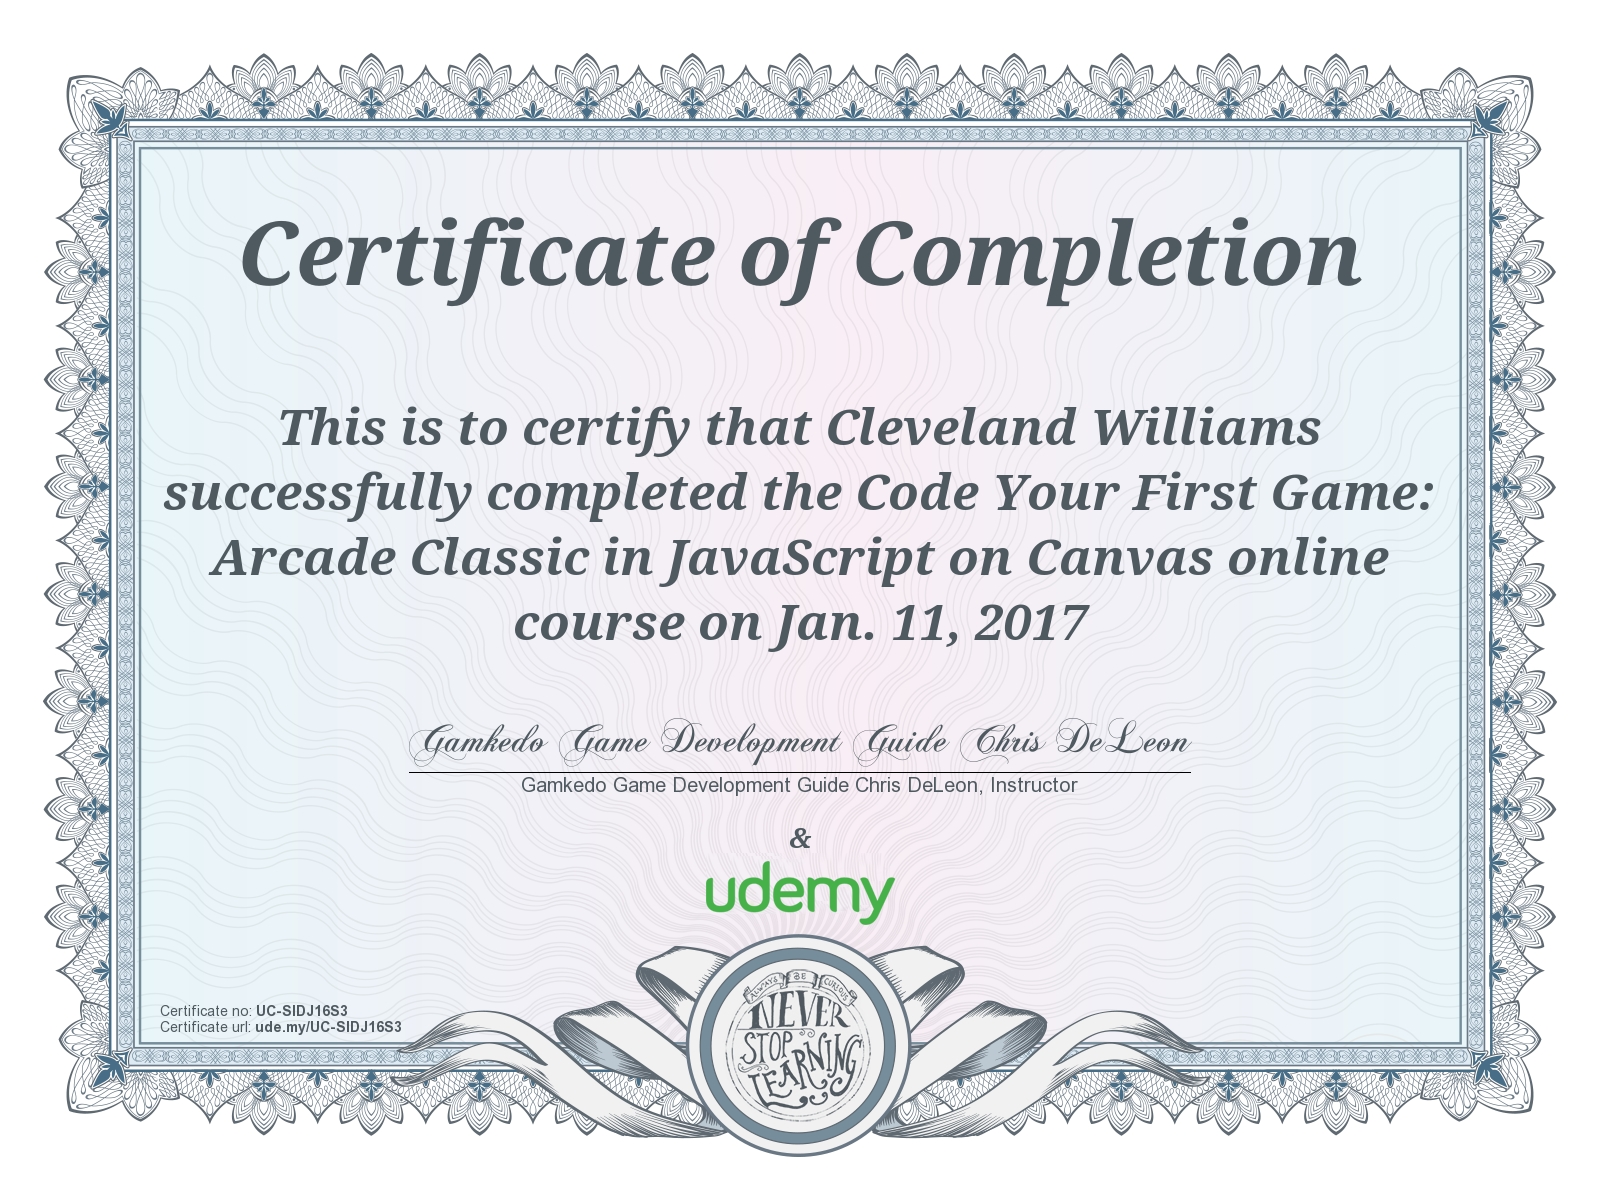 Certificate of Completion
This is to certify that Cleveland Williams
successfully completed the Code Your First Game:
Arcade Classic in JavaScript on Canvas online
course on Jan. 11, 2017
Gamkedo Game Development Guide Chris DeLeon
Gamkedo Game Development Guide Chris DeLeon, Instructor
&
udemy
Certificate no: UC-SIDJ16S3
Certificate url: ude.my/UC-SIDJ16S3
ALWAYS BE CURIOUS
NEVER
STOP
LEARNING